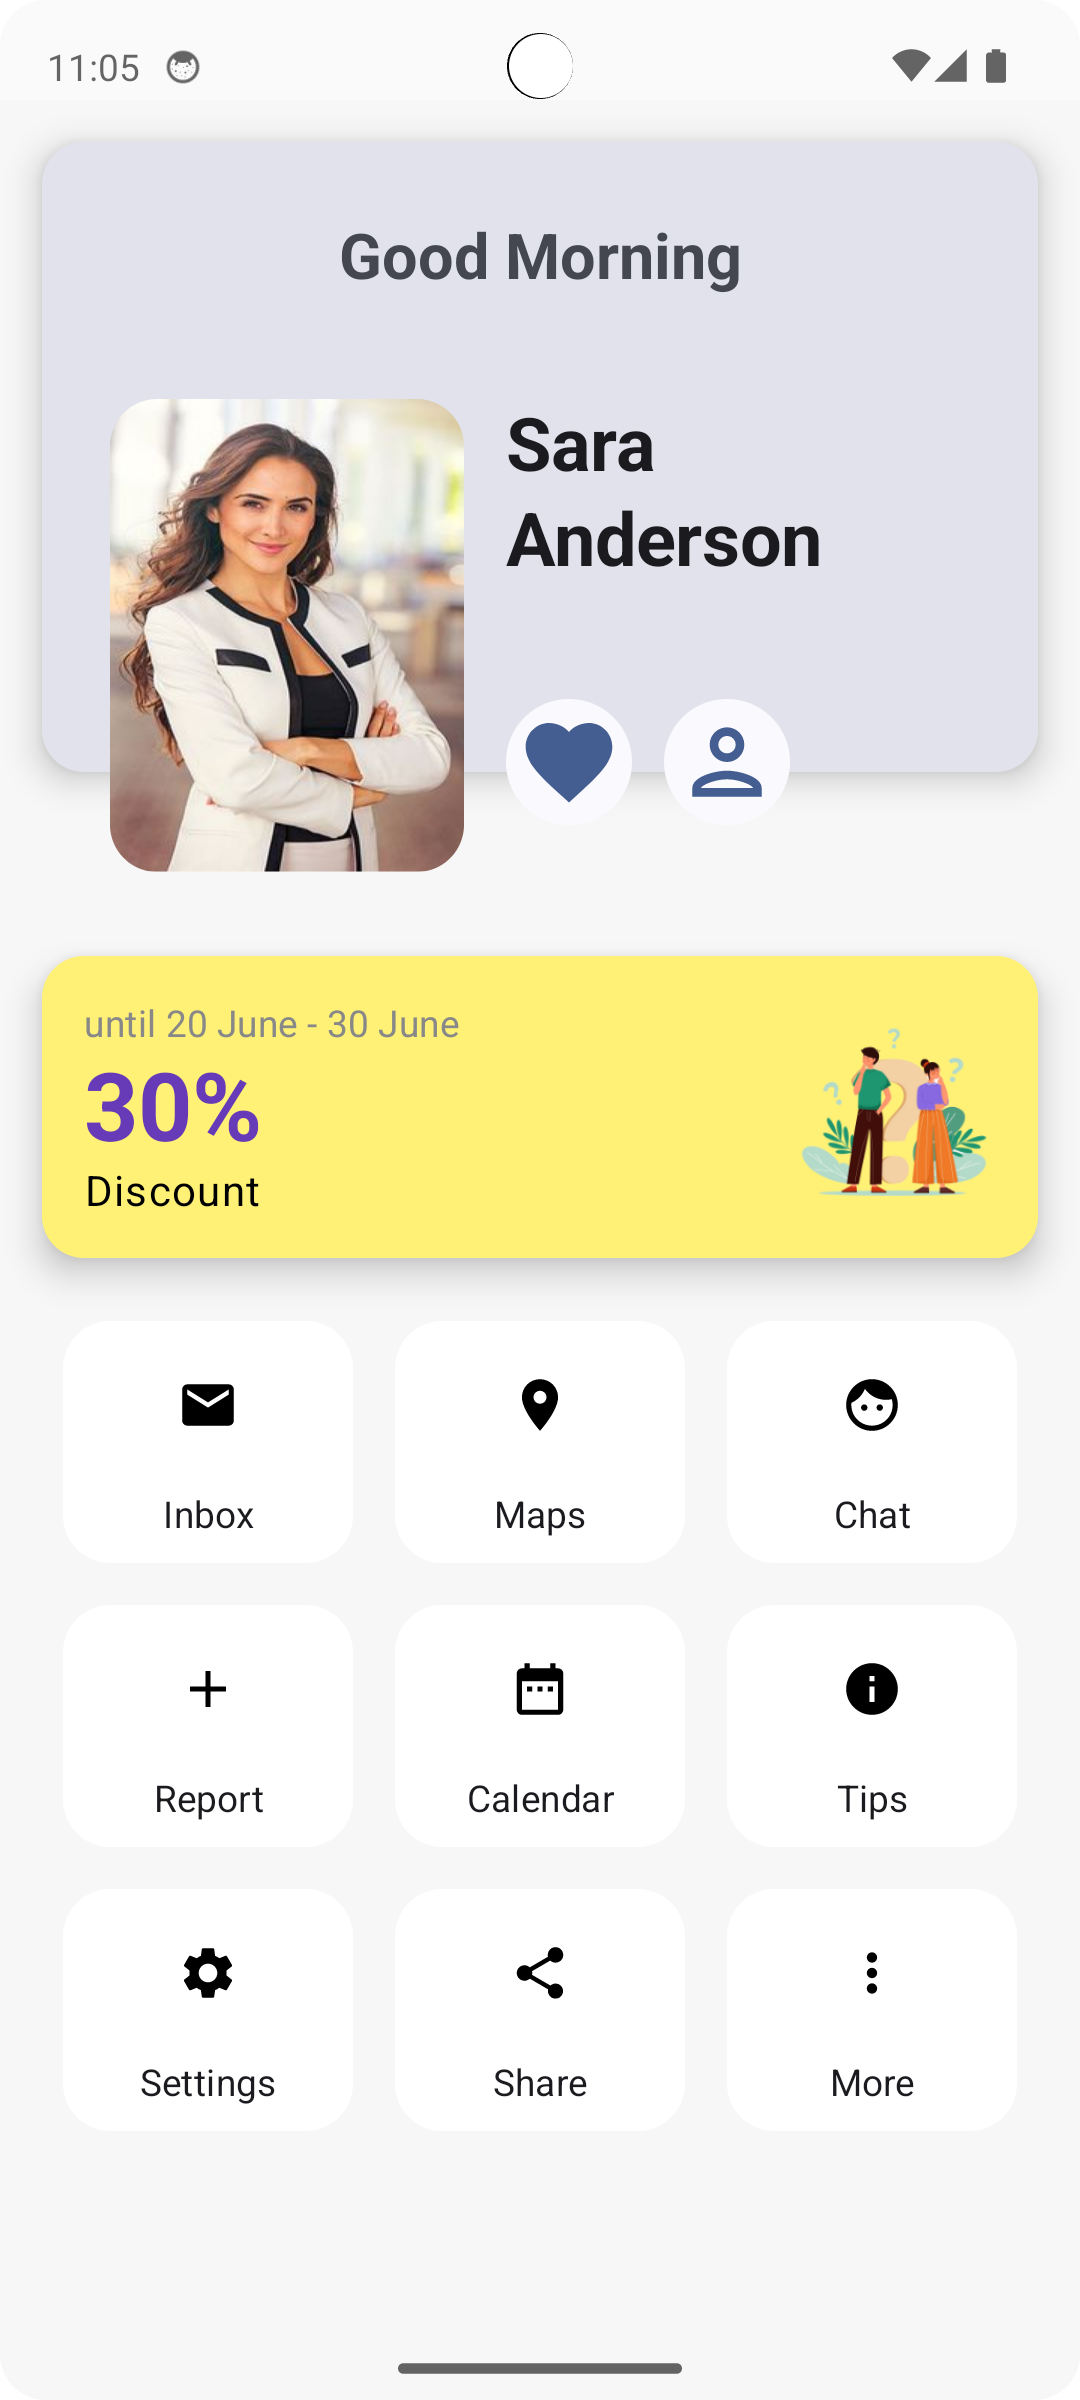 11:05
Good Morning
Sara
Anderson
until 20 June - 30 June
30%
Discount
Inbox
Maps
Chat
Report
Calendar
Tips
Settings
Share
More